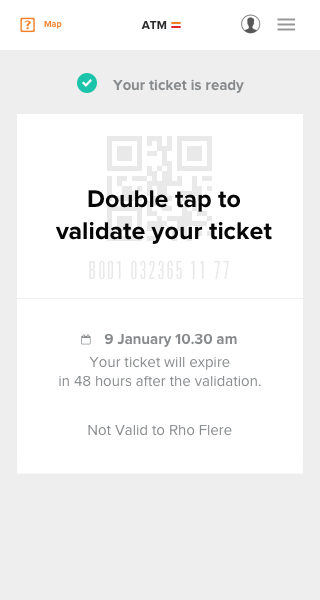 Map
ATM
Your ticket is ready
Double tap to
validate your ticket
8001 032365 11 77
9 January 10.30 am
Your ticket will expire
in 48 hours after the validation.
Not Valid to Rho Flere